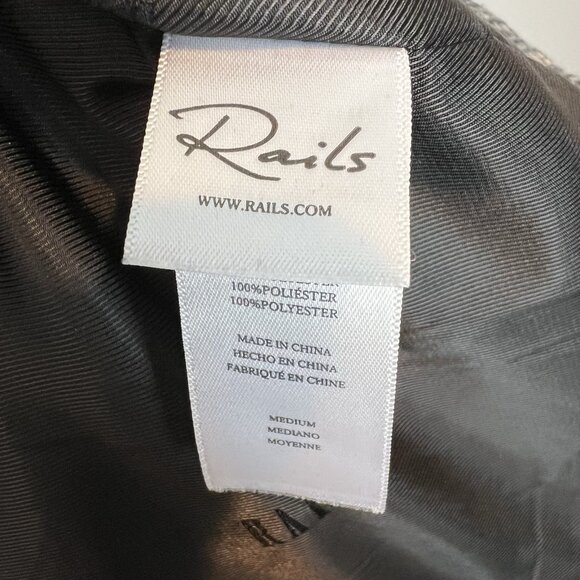 Rails
WWW.RAILS.COM
100%POLIÉSTER
100%POLYESTER
MADE IN CHINA
HECHO EN CHINA
FABRIQUÉ EN CHINE
MEDIUM
MEDIANO
MOYENNE